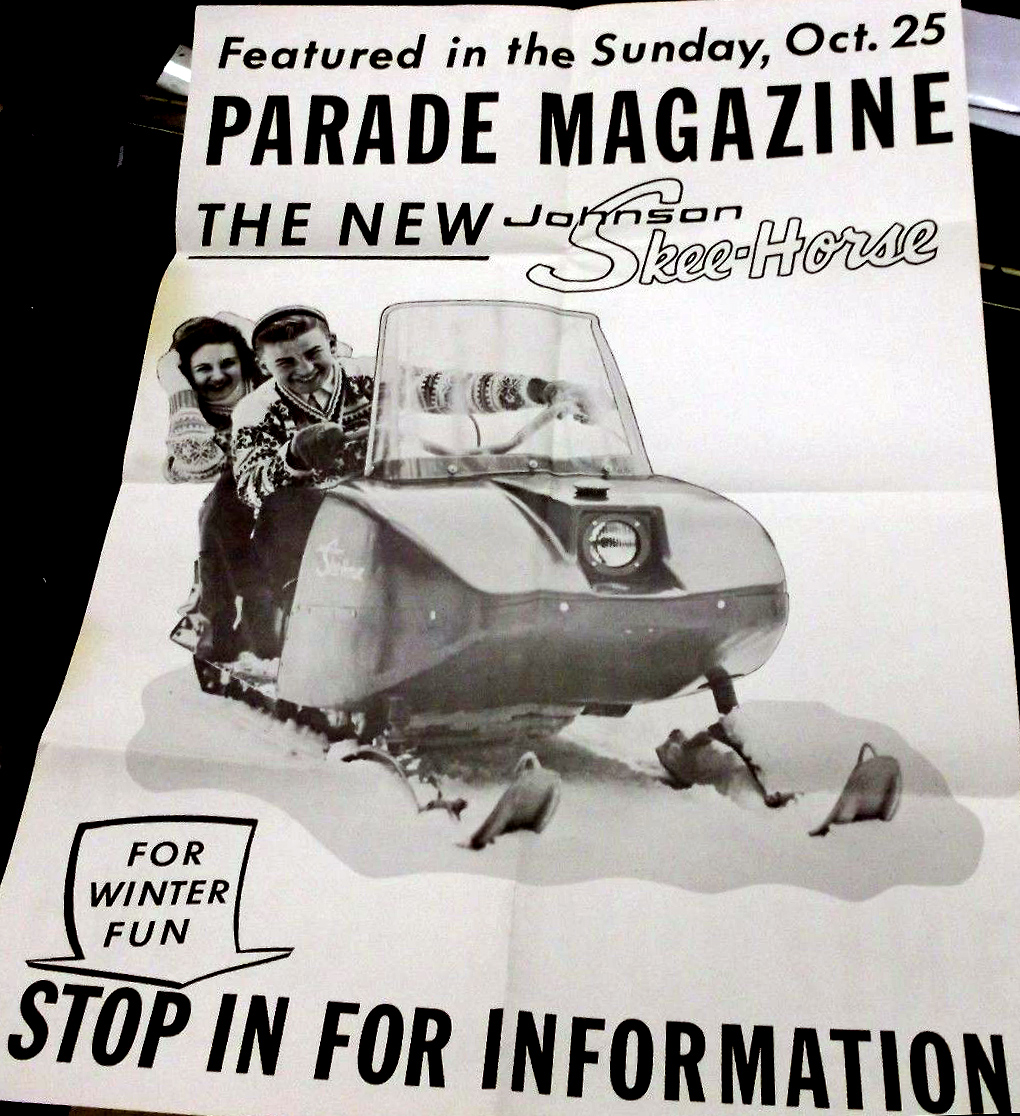 Featured in the Sunday, Oct. 25
PARADE MAGAZINE
THE NEW Johnson
Skee-Horse
FOR
WINTER
FUN
STOP IN FOR INFORMATION